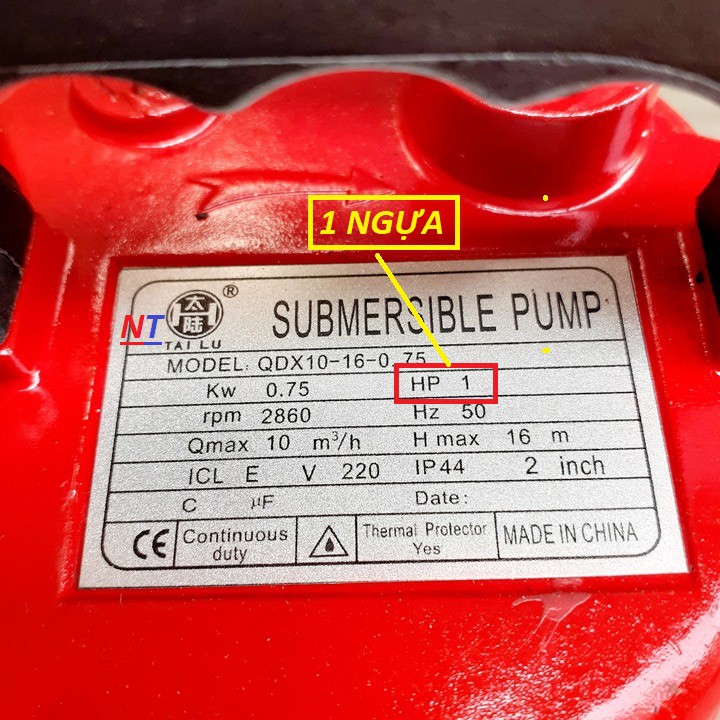 1 NGỰA
太
陆
®
NT
TAI LU
SUBMERSIBLE PUMP
MODEL: QDX10-16-0.75
Kw 0.75 HP 1
rpm 2860 Hz 50
Qmax 10 m³/h H max 16 m
ICL E V 220 IP44 2 inch
C µF Date:
CE Continuous duty
Thermal Protector Yes
MADE IN CHINA